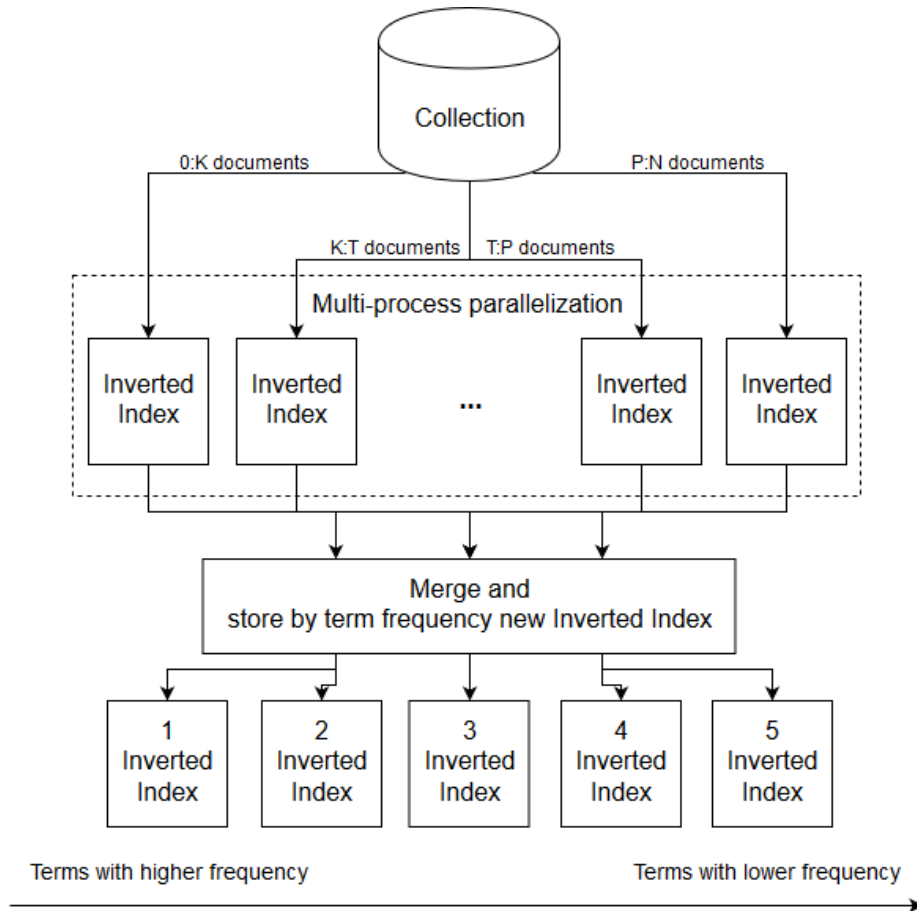 Collection
0:K documents
P:N documents
K:T documents
T:P documents
Multi-process parallelization
Inverted
Index
Inverted
Index
...
Inverted
Index
Inverted
Index
Merge and
store by term frequency new Inverted Index
1
Inverted
Index
2
Inverted
Index
3
Inverted
Index
4
Inverted
Index
5
Inverted
Index
Terms with higher frequency
Terms with lower frequency